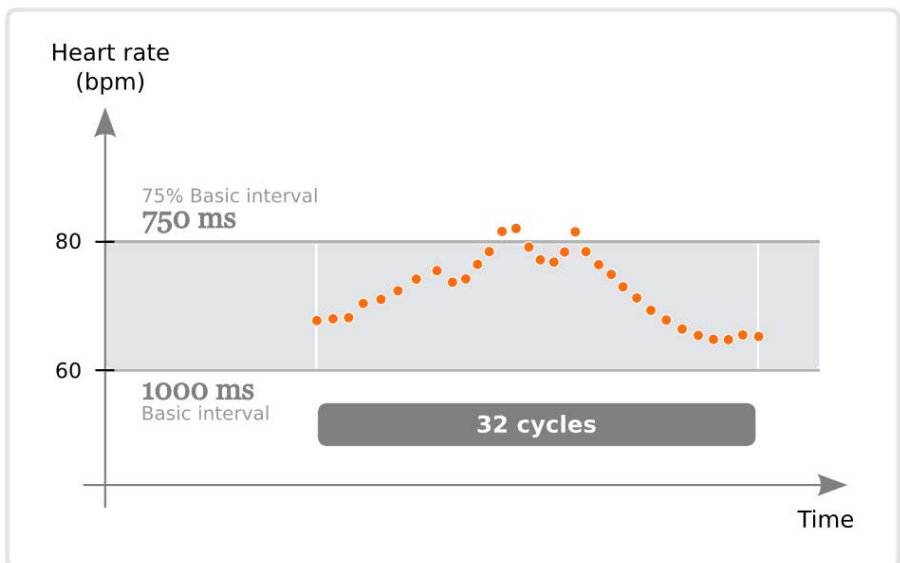 Heart rate
(bpm)
75% Basic interval
750 ms
80
60
1000 ms
Basic interval
32 cycles
Time